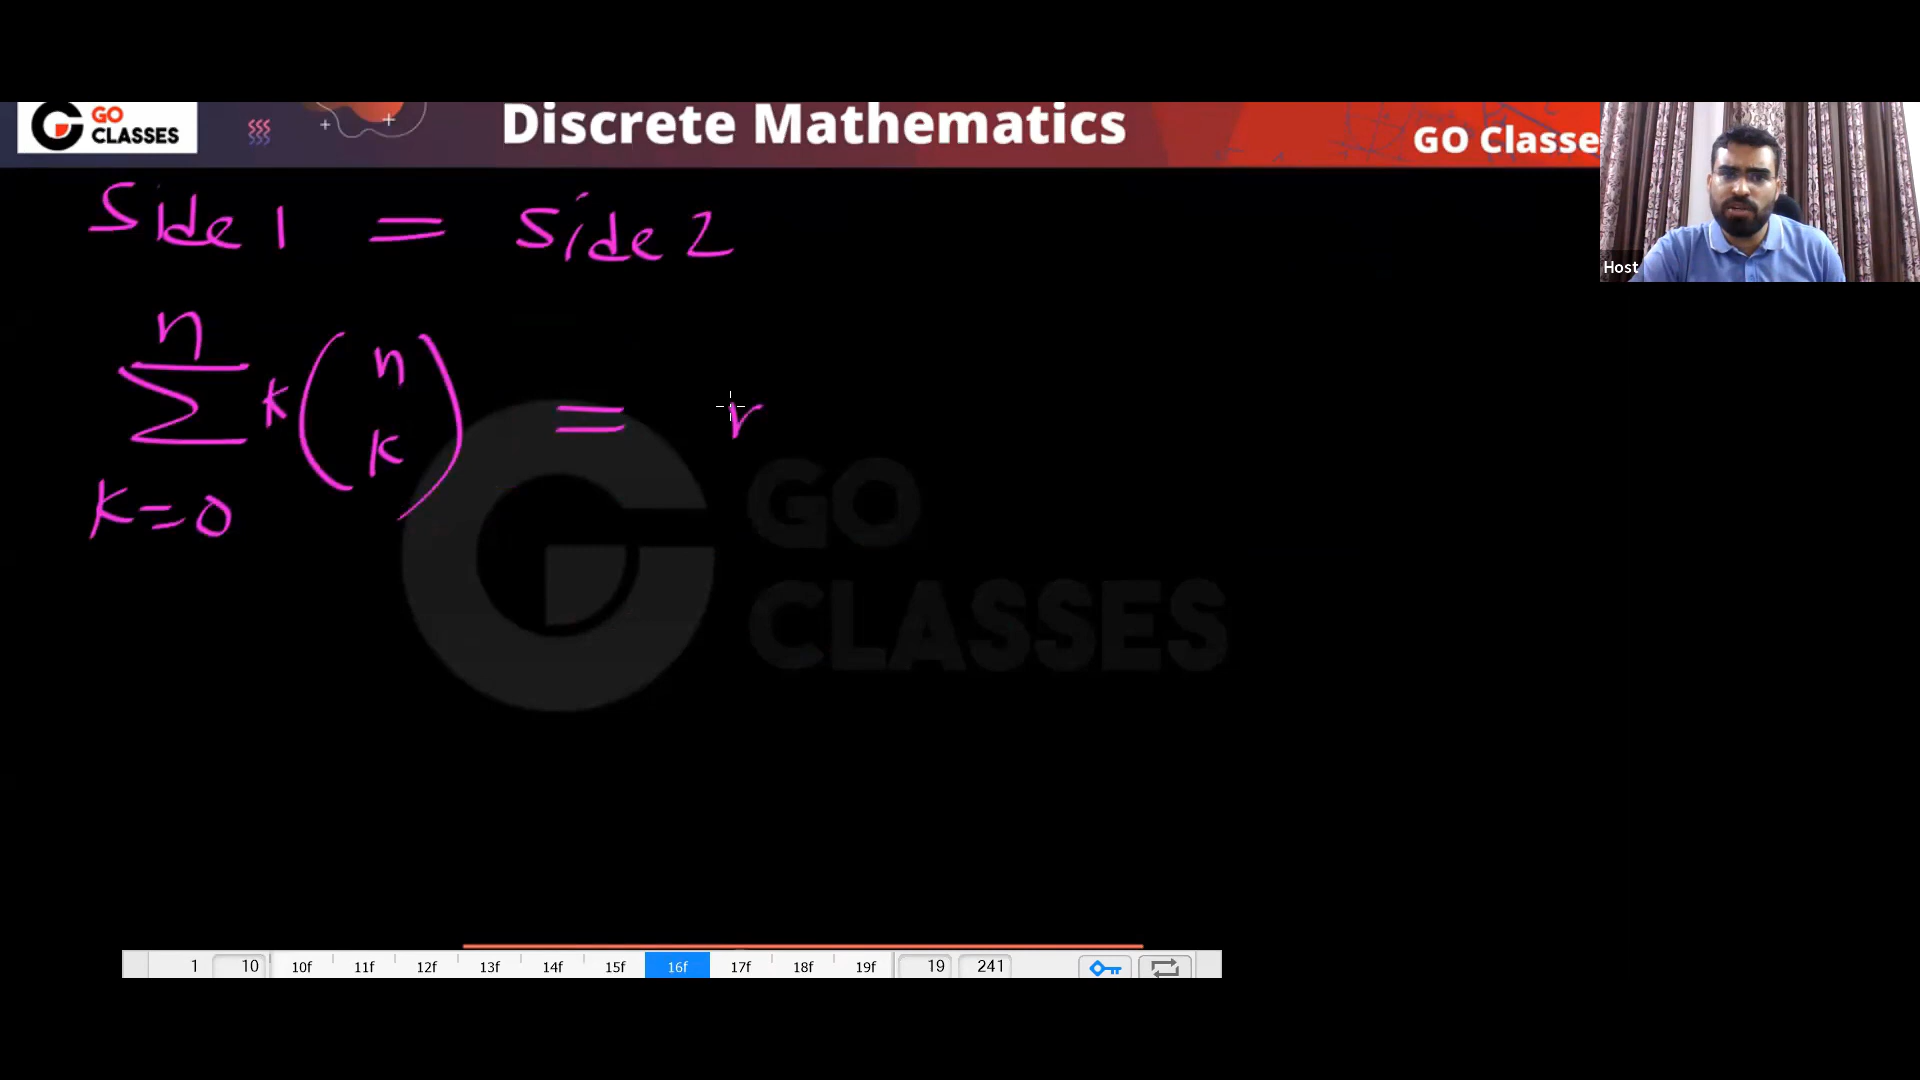 GO CLASSES
Discrete Mathematics
GO Classe
Host
Side 1 = Side 2
n
∑ k ( n k ) =
k=0
GO
CLASSES
1 10 10f 11f 12f 13f 14f 15f 16f 17f 18f 19f 19 241